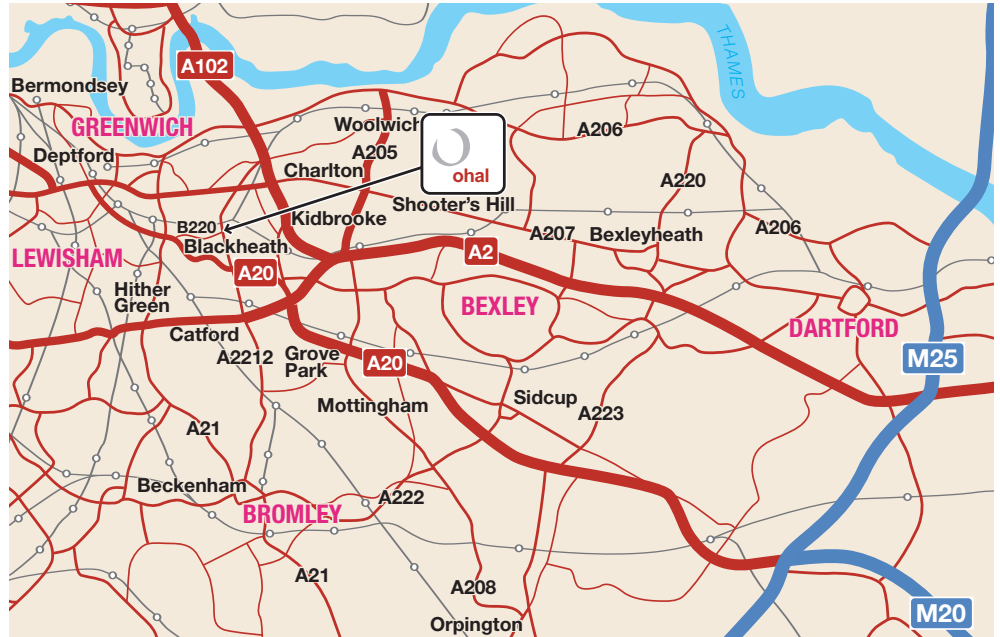 THAMES
A102
Bermondsey
GREENWICH
Woolwich
A206
Deptford
A205
Charlton
ohal
A220
Shooter's Hill
Kidbrooke
B220
A207
Bexleyheath
A206
Blackheath
LEWISHAM
A20
A2
Hither
Green
BEXLEY
DARTFORD
Catford
A2212
Grove
Park
A20
M25
Mottingham
Sidcup
A223
A21
Beckenham
A222
BROMLEY
A21
A208
Orpington
M20